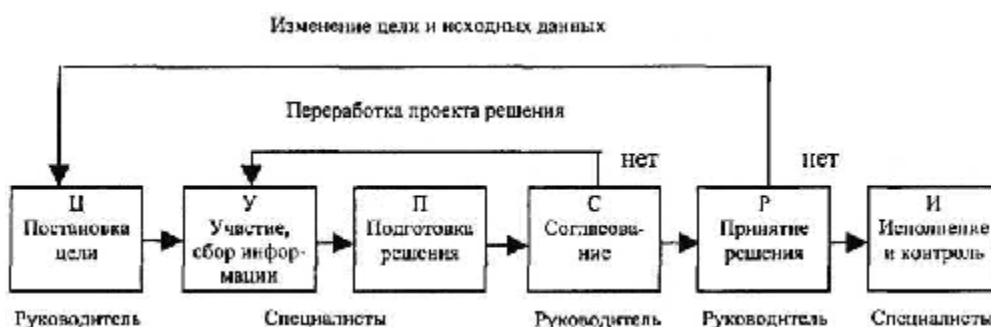 Изменение цели и исходных данных
Переработка проекта решения
нет
нет
Ц
Постановка
цели
У
Участие,
сбор инфор-
мации
П
Подготовка
решения
С
Согласова-
ние
Р
Принятие
решения
И
Исполнение
и контроль
Руководитель
Специалисты
Руководитель
Руководитель
Специалисты